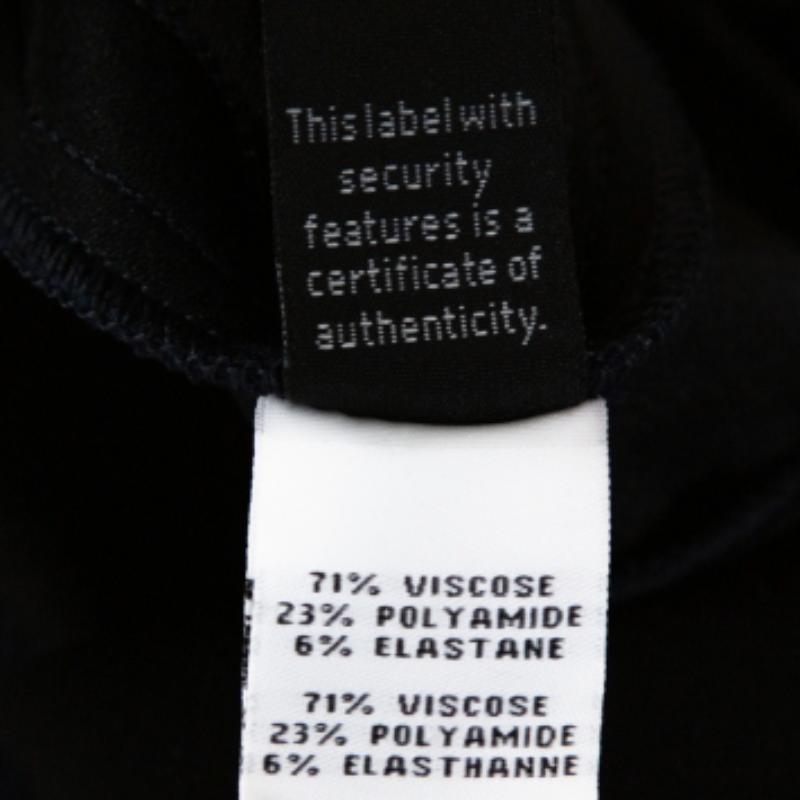 This label with
security
features is a
certificate of
authenticity.
71% VISCOSE
23% POLYAMIDE
6% ELASTANE
71% VISCOSE
23% POLYAMIDE
6% ELASTHANNE